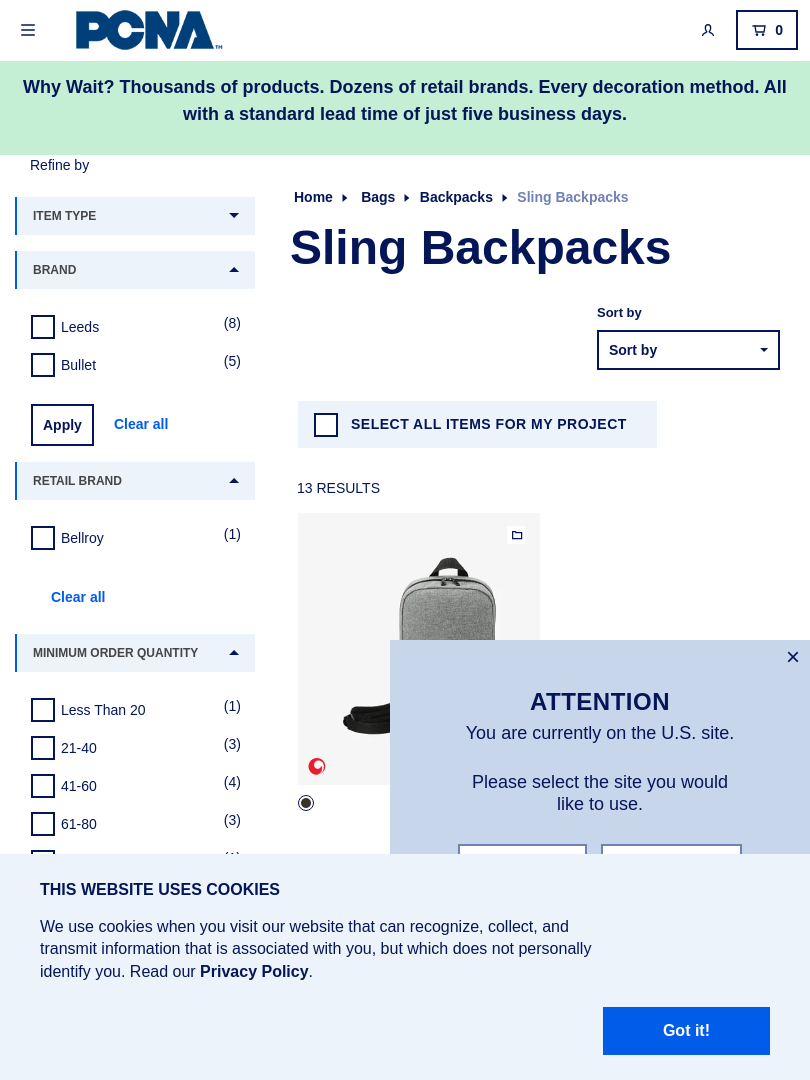 PCNA™
0
Why Wait? Thousands of products. Dozens of retail brands. Every decoration method. All
with a standard lead time of just five business days.
Refine by
Home
Bags
Backpacks
Sling Backpacks
ITEM TYPE
Sling Backpacks
BRAND
Leeds (8)
Bullet (5)
Apply
Clear all
Sort by
Sort by
SELECT ALL ITEMS FOR MY PROJECT
RETAIL BRAND
13 RESULTS
Bellroy (1)
Clear all
MINIMUM ORDER QUANTITY
Less Than 20 (1)
21-40 (3)
41-60 (4)
61-80 (3)
ATTENTION
You are currently on the U.S. site.
Please select the site you would
like to use.
THIS WEBSITE USES COOKIES
We use cookies when you visit our website that can recognize, collect, and
transmit information that is associated with you, but which does not personally
identify you. Read our Privacy Policy.
Got it!